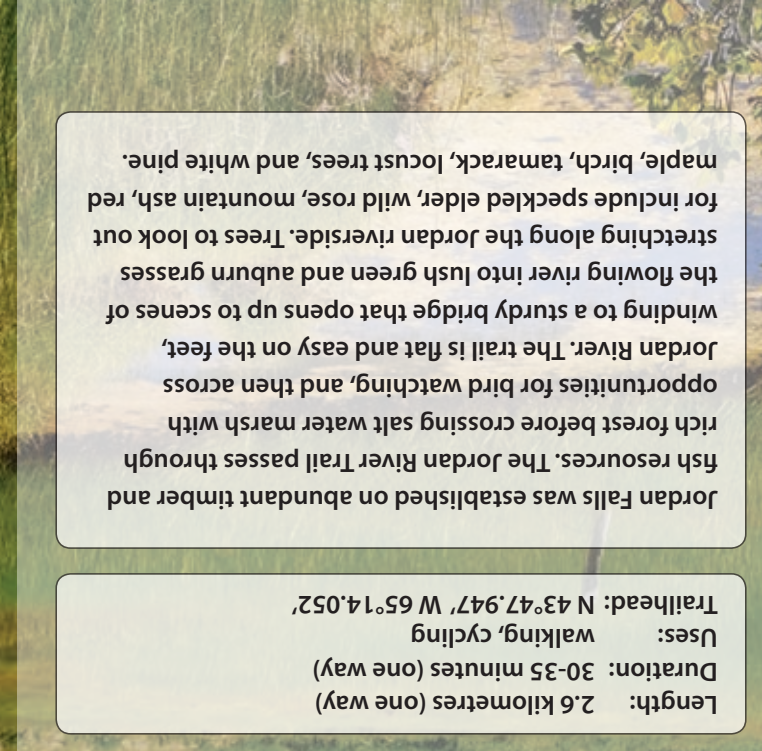 Length: 2.6 kilometres (one way)
Duration: 30-35 minutes (one way)
Uses: walking, cycling
Trailhead: N 43°47.947’ W 65°14.052’
Jordan Falls was established on abundant timber and
fish resources. The Jordan River Trail passes through
rich forest before crossing salt water marsh with
opportunities for bird watching, and then across
Jordan River. The trail is flat and easy on the feet,
winding to a sturdy bridge that opens up to scenes of
the flowing river into lush green and auburn grasses
stretching along the Jordan riverside. Trees to look out
for include speckled elder, wild rose, mountain ash, red
maple, birch, tamarack, locust trees, and white pine.